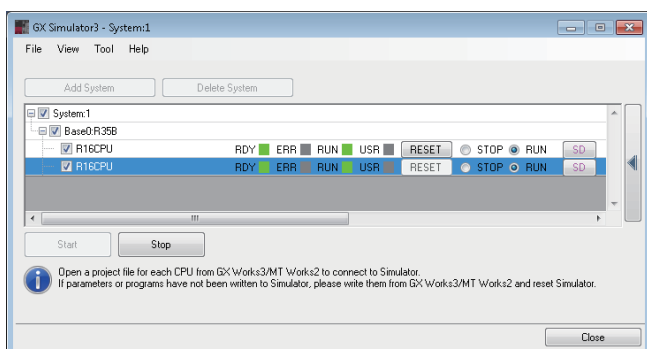 GX Simulator3 - System:1
File View Tool Help
Add System Delete System
System:1
Base0:R35B
R16CPU RDY ERR RUN USR RESET STOP RUN SD
R16CPU RDY ERR RUN USR RESET STOP RUN SD
Start Stop
Open a project file for each CPU from GX Works3/MT Works2 to connect to Simulator.
If parameters or programs have not been written to Simulator, please write them from GX Works3/MT Works2 and reset Simulator.
Close